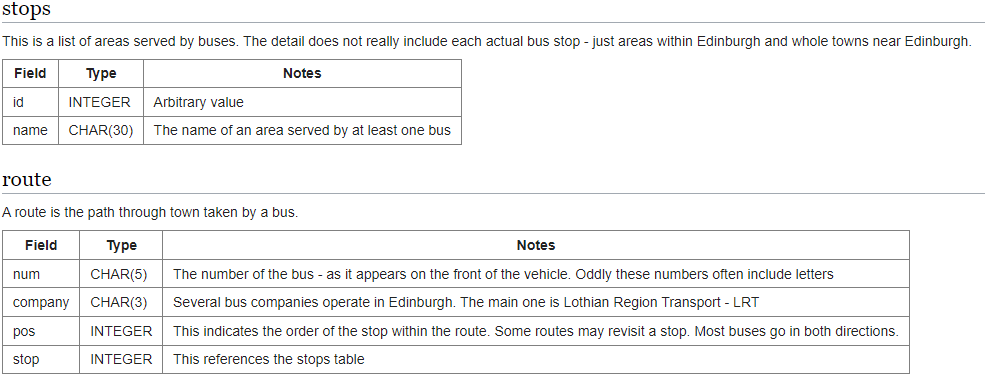 stops
This is a list of areas served by buses. The detail does not really include each actual bus stop - just areas within Edinburgh and whole towns near Edinburgh.
Field Type Notes
id INTEGER Arbitrary value
name CHAR(30) The name of an area served by at least one bus
route
A route is the path through town taken by a bus.
Field Type Notes
num CHAR(5) The number of the bus - as it appears on the front of the vehicle. Oddly these numbers often include letters
company CHAR(3) Several bus companies operate in Edinburgh. The main one is Lothian Region Transport - LRT
pos INTEGER This indicates the order of the stop within the route. Some routes may revisit a stop. Most buses go in both directions.
stop INTEGER This references the stops table